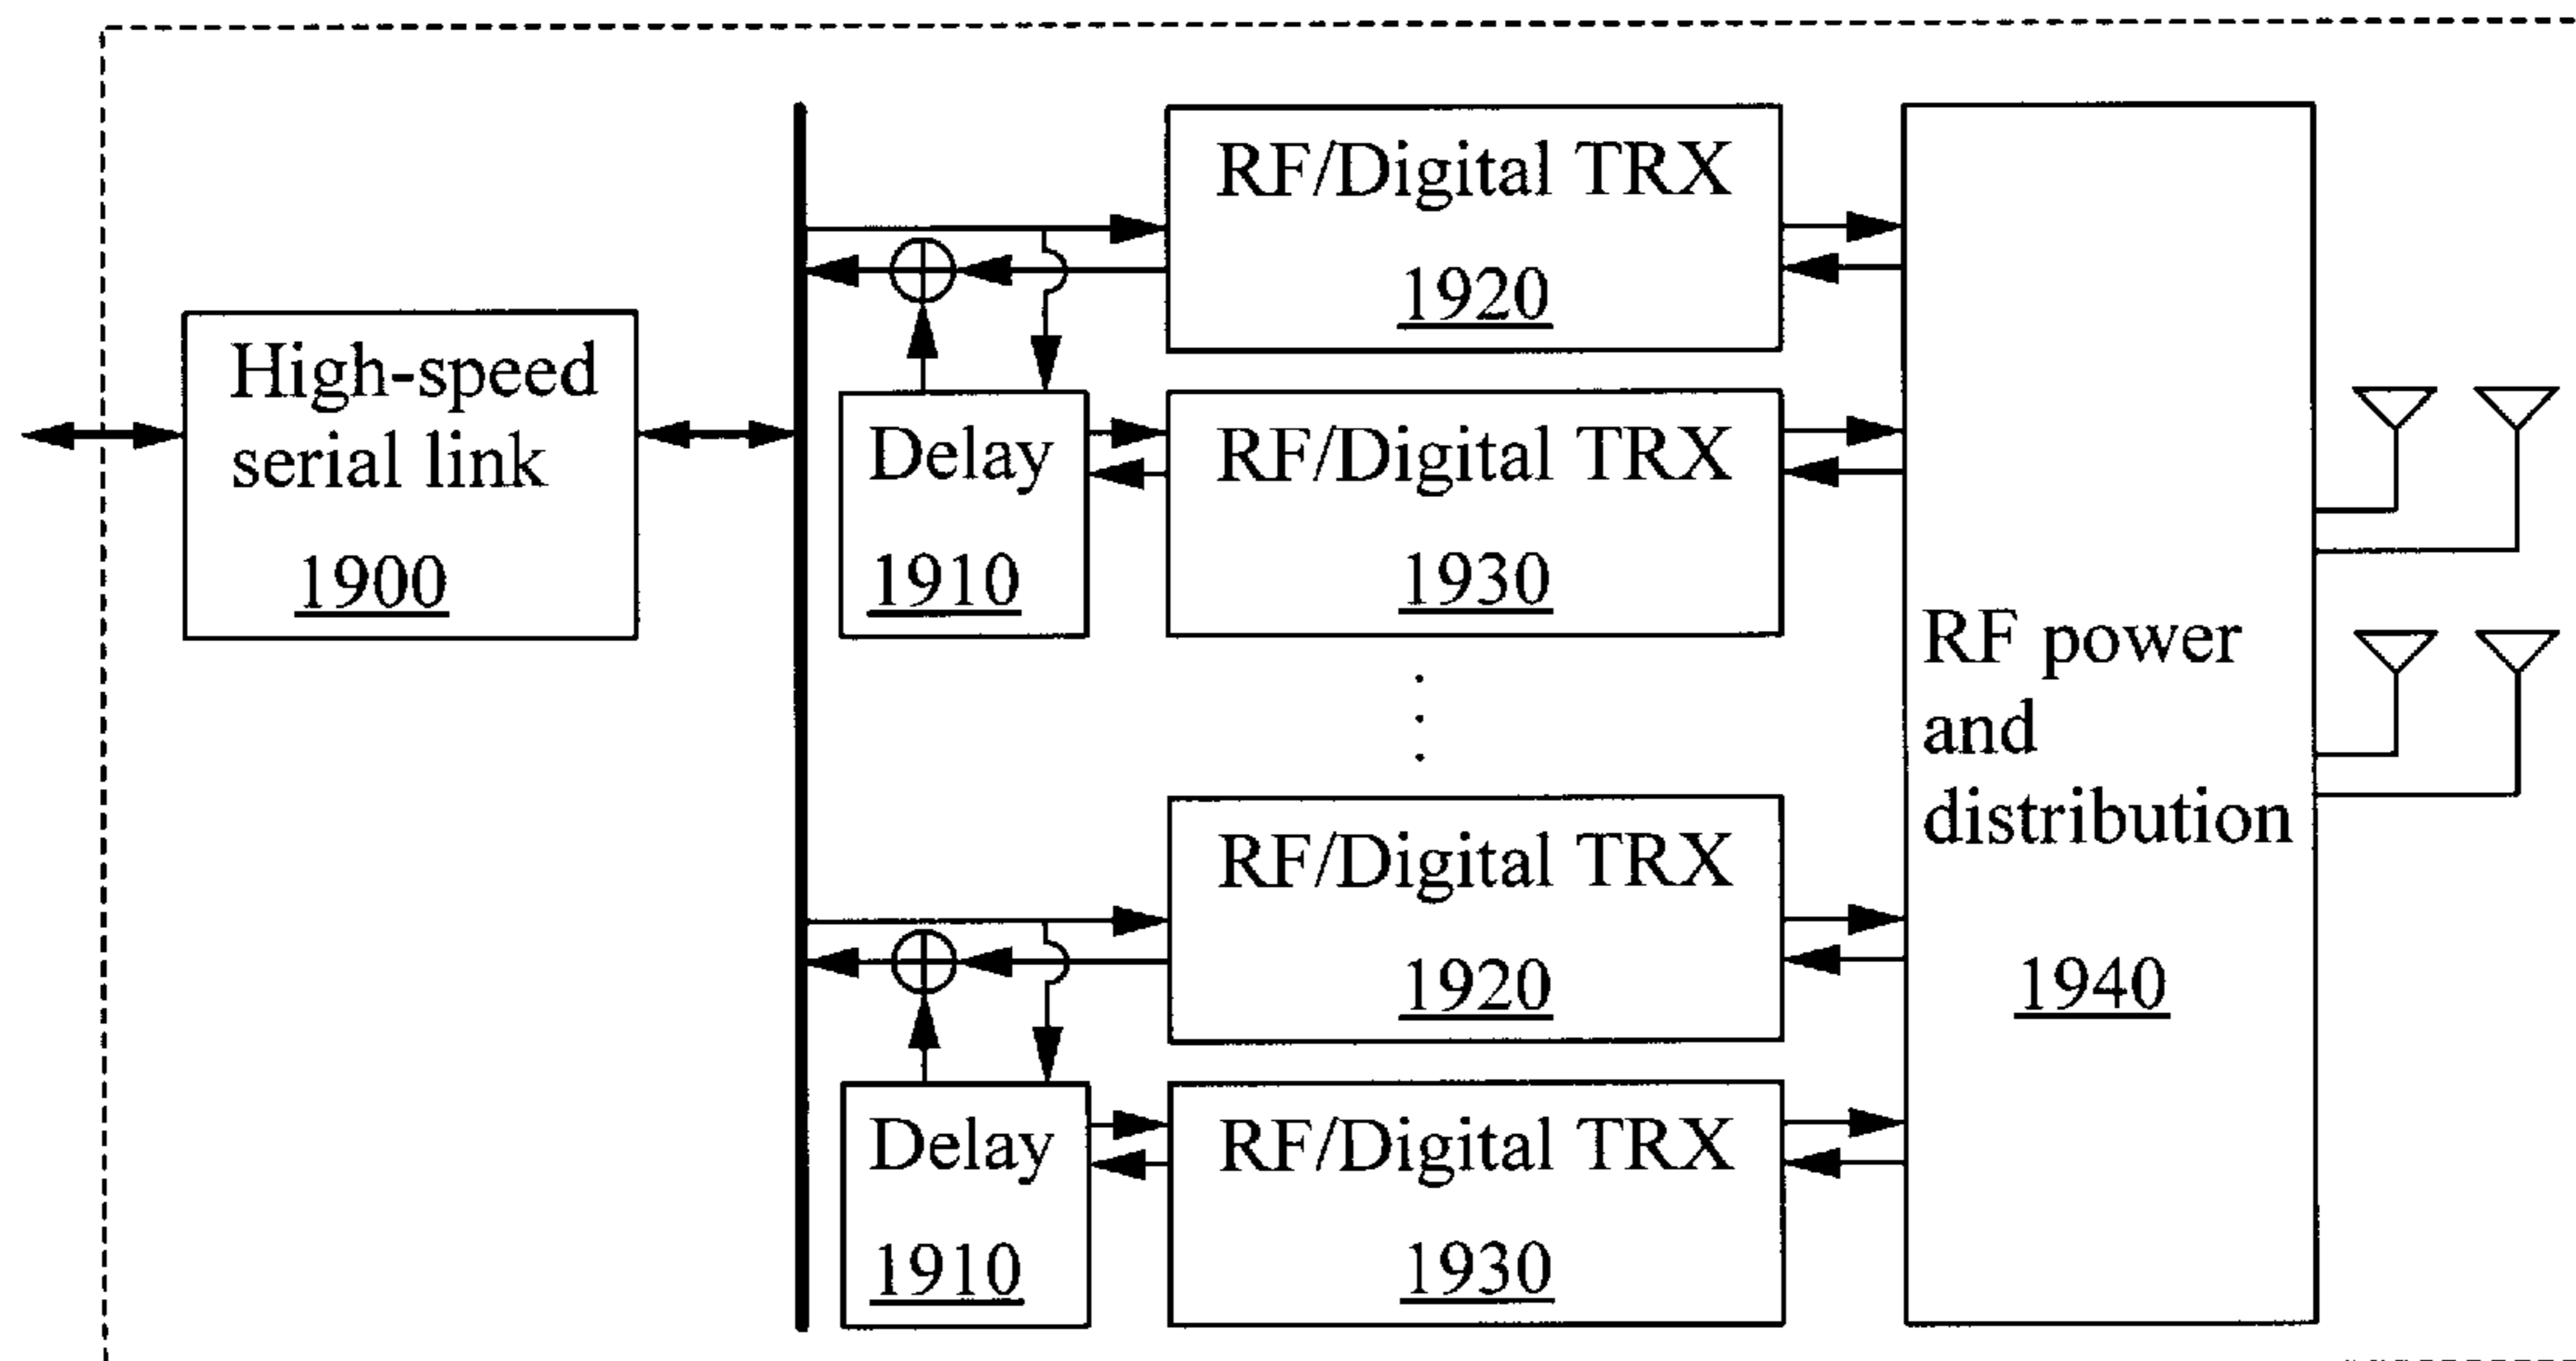 High-speed
serial link
1900
RF/Digital TRX
1920
Delay
1910
RF/Digital TRX
1930
RF/Digital TRX
1920
Delay
1910
RF/Digital TRX
1930
RF power
and
distribution
1940